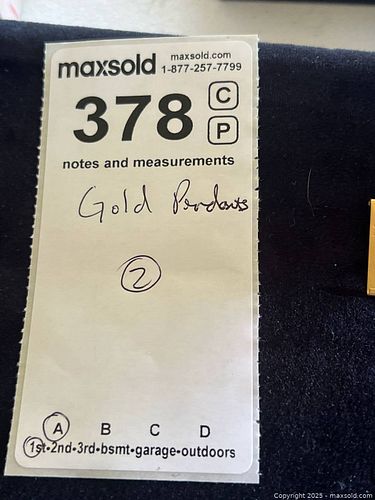 maxsold maxsold.com
1-877-257-7799
378 C
P
notes and measurements
Gold Pendants
2
A B C D
1st•2nd•3rd•bsmt•garage•outdoors
Copyright 2025 - maxsold.com